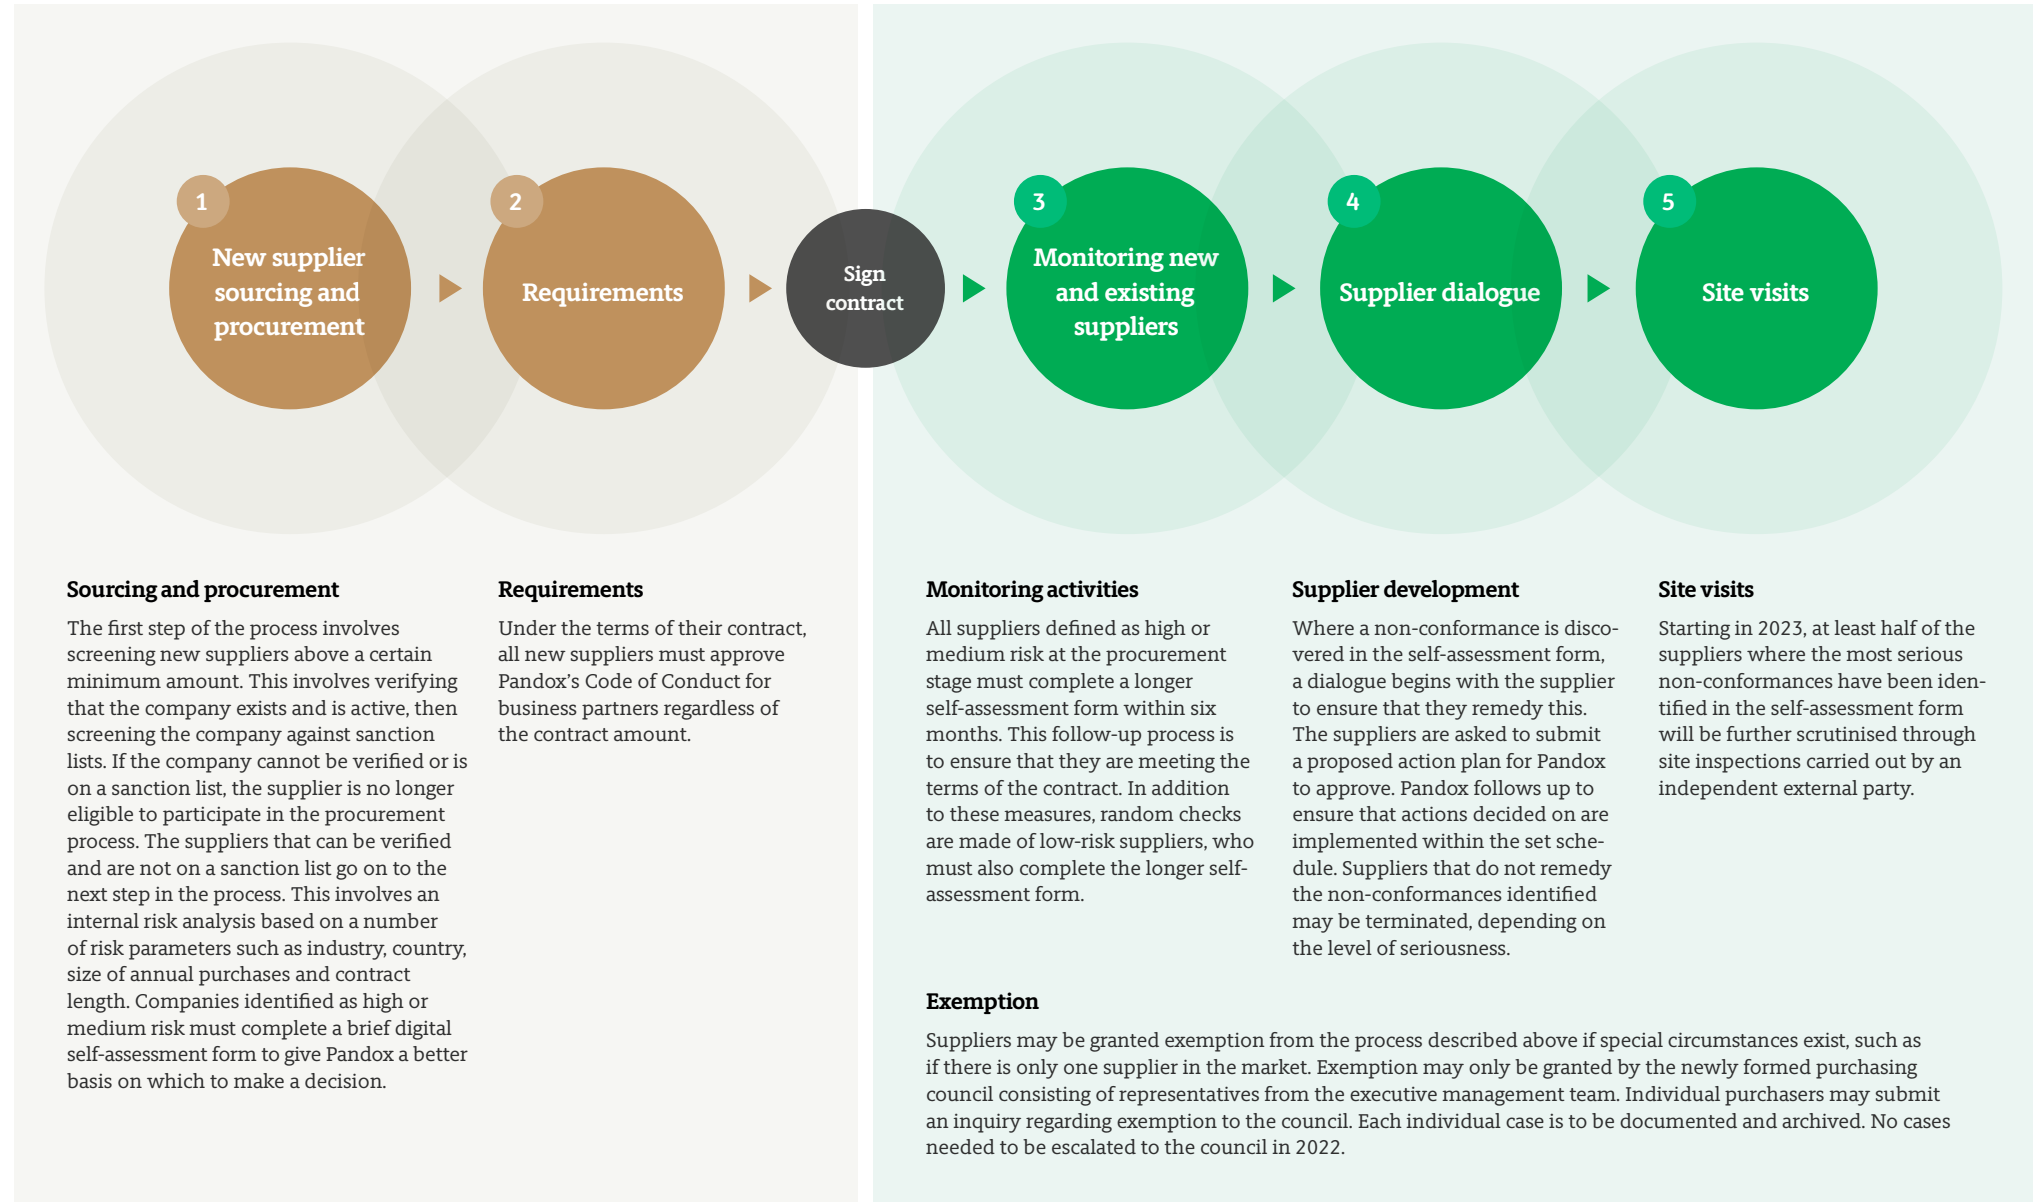 1
New supplier
sourcing and
procurement
2
Requirements
Sign
contract
3
Monitoring new
and existing
suppliers
4
Supplier dialogue
5
Site visits
Sourcing and procurement
The first step of the process involves
screening new suppliers above a certain
minimum amount. This involves verifying
that the company exists and is active, then
screening the company against sanction
lists. If the company cannot be verified or is
on a sanction list, the supplier is no longer
eligible to participate in the procurement
process. The suppliers that can be verified
and are not on a sanction list go on to the
next step in the process. This involves an
internal risk analysis based on a number
of risk parameters such as industry, country,
size of annual purchases and contract
length. Companies identified as high or
medium risk must complete a brief digital
self-assessment form to give Pandox a better
basis on which to make a decision.
Requirements
Under the terms of their contract,
all new suppliers must approve
Pandox's Code of Conduct for
business partners regardless of
the contract amount.
Monitoring activities
All suppliers defined as high or
medium risk at the procurement
stage must complete a longer
self-assessment form within six
months. This follow-up process is
to ensure that they are meeting the
terms of the contract. In addition
to these measures, random checks
are made of low-risk suppliers, who
must also complete the longer self-
assessment form.
Supplier development
Where a non-conformance is disco-
vered in the self-assessment form,
a dialogue begins with the supplier
to ensure that they remedy this.
The suppliers are asked to submit
a proposed action plan for Pandox
to approve. Pandox follows up to
ensure that actions decided on are
implemented within the set sche-
dule. Suppliers that do not remedy
the non-conformances identified
may be terminated, depending on
the level of seriousness.
Site visits
Starting in 2023, at least half of the
suppliers where the most serious
non-conformances have been iden-
tified in the self-assessment form
will be further scrutinised through
site inspections carried out by an
independent external party.
Exemption
Suppliers may be granted exemption from the process described above if special circumstances exist, such as
if there is only one supplier in the market. Exemption may only be granted by the newly formed purchasing
council consisting of representatives from the executive management team. Individual purchasers may submit
an inquiry regarding exemption to the council. Each individual case is to be documented and archived. No cases
needed to be escalated to the council in 2022.